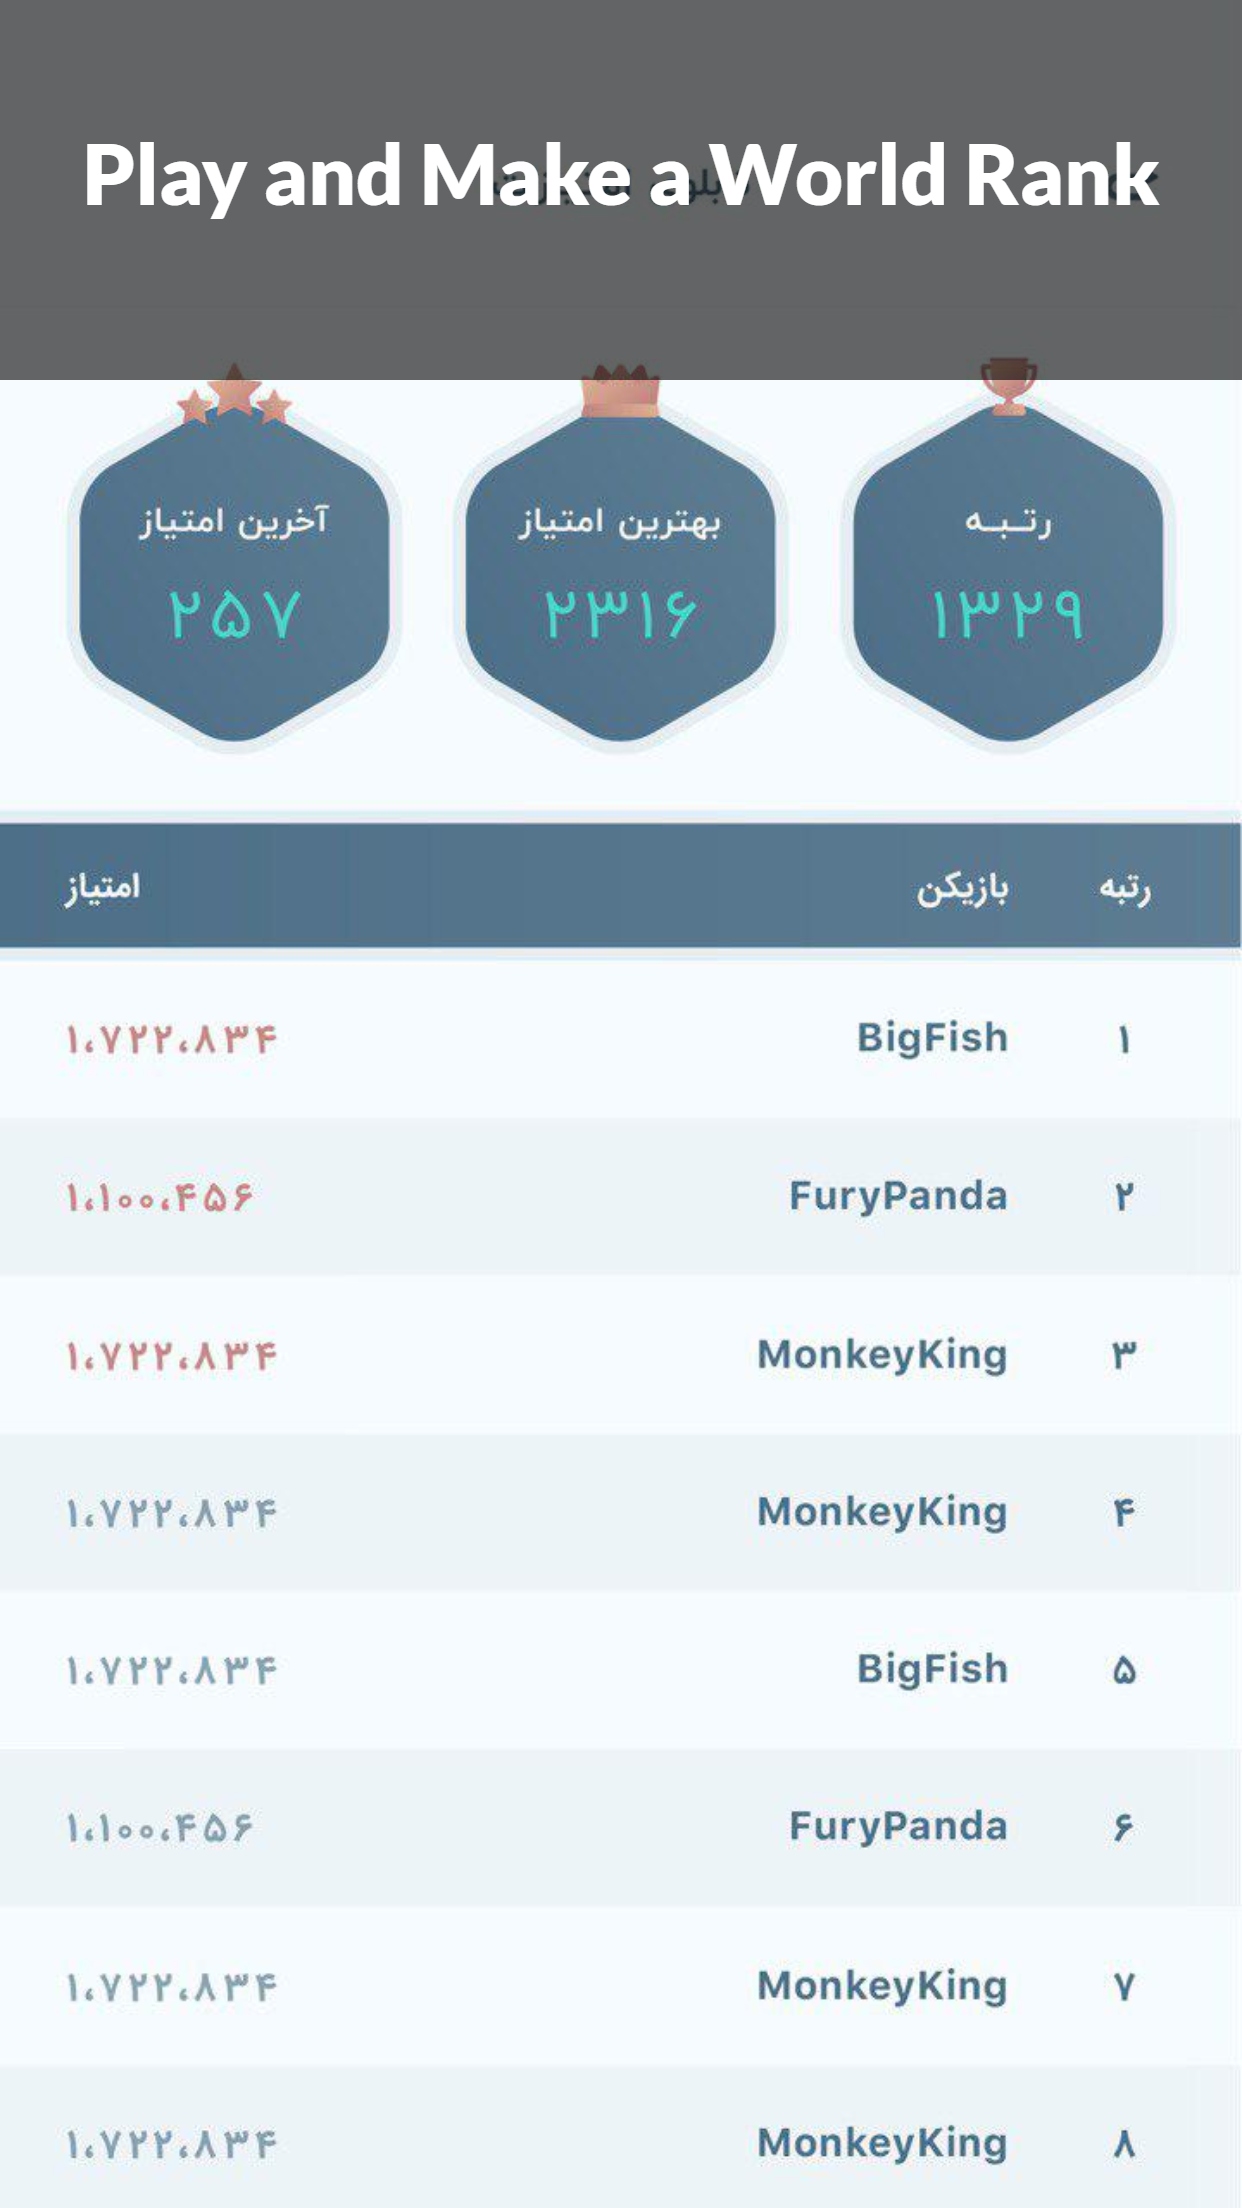 Play and Make a World Rank
رتبه
بهترین امتیاز
آخرین امتیاز
۱۳۲۹
۲۳۱۶
۲۵۷
رتبه بازیکن امتیاز
۱ BigFish ۱،۷۲۲،۸۳۴
۲ FuryPanda ۱،۱۰۰،۴۵۶
۳ MonkeyKing ۱،۷۲۲،۸۳۴
۴ MonkeyKing ۱،۷۲۲،۸۳۴
۵ BigFish ۱،۷۲۲،۸۳۴
۶ FuryPanda ۱،۱۰۰،۴۵۶
۷ MonkeyKing ۱،۷۲۲،۸۳۴
۸ MonkeyKing ۱،۷۲۲،۸۳۴